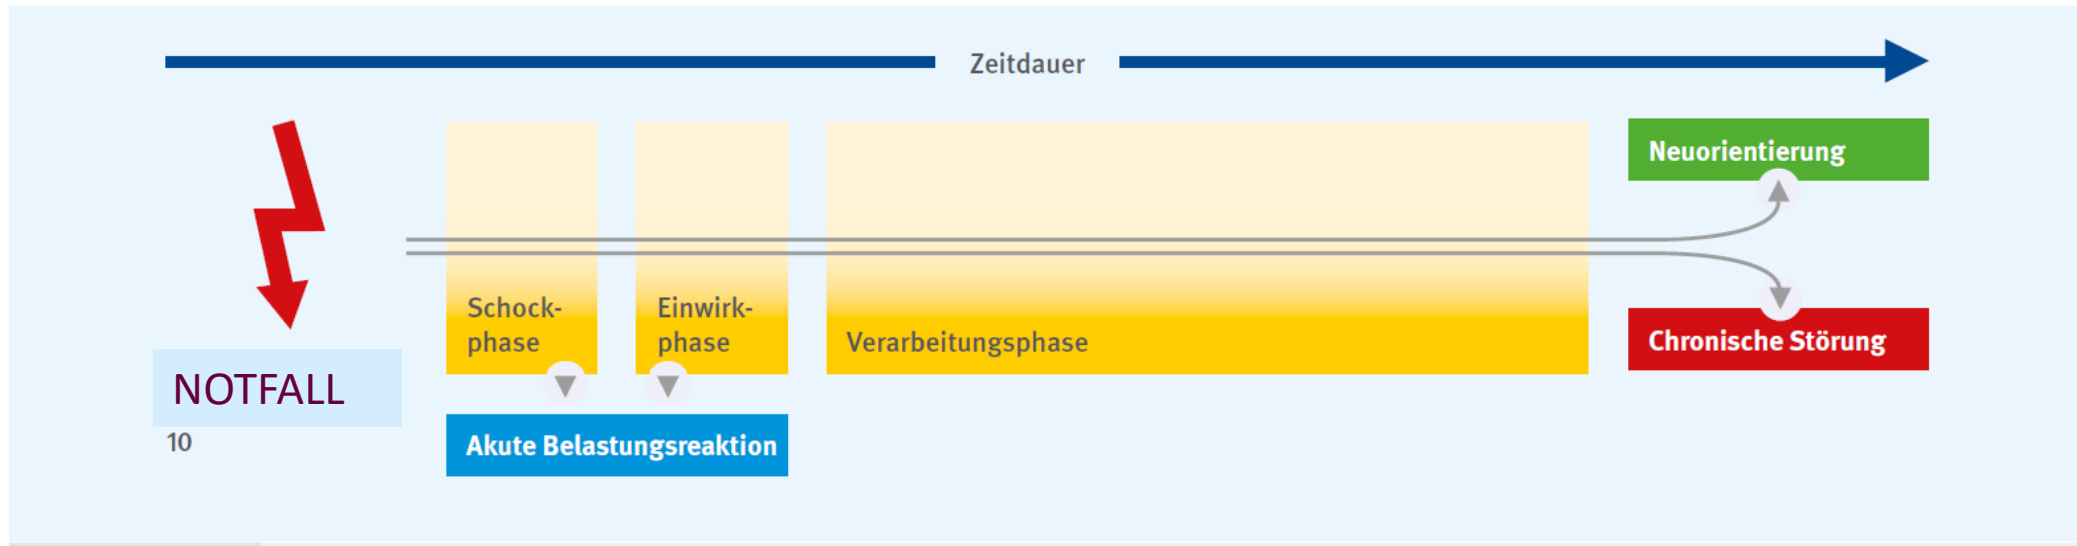 Zeitdauer
Neuorientierung
Schock-
phase
Einwirk-
phase
Verarbeitungsphase
Chronische Störung
NOTFALL
10
Akute Belastungsreaktion